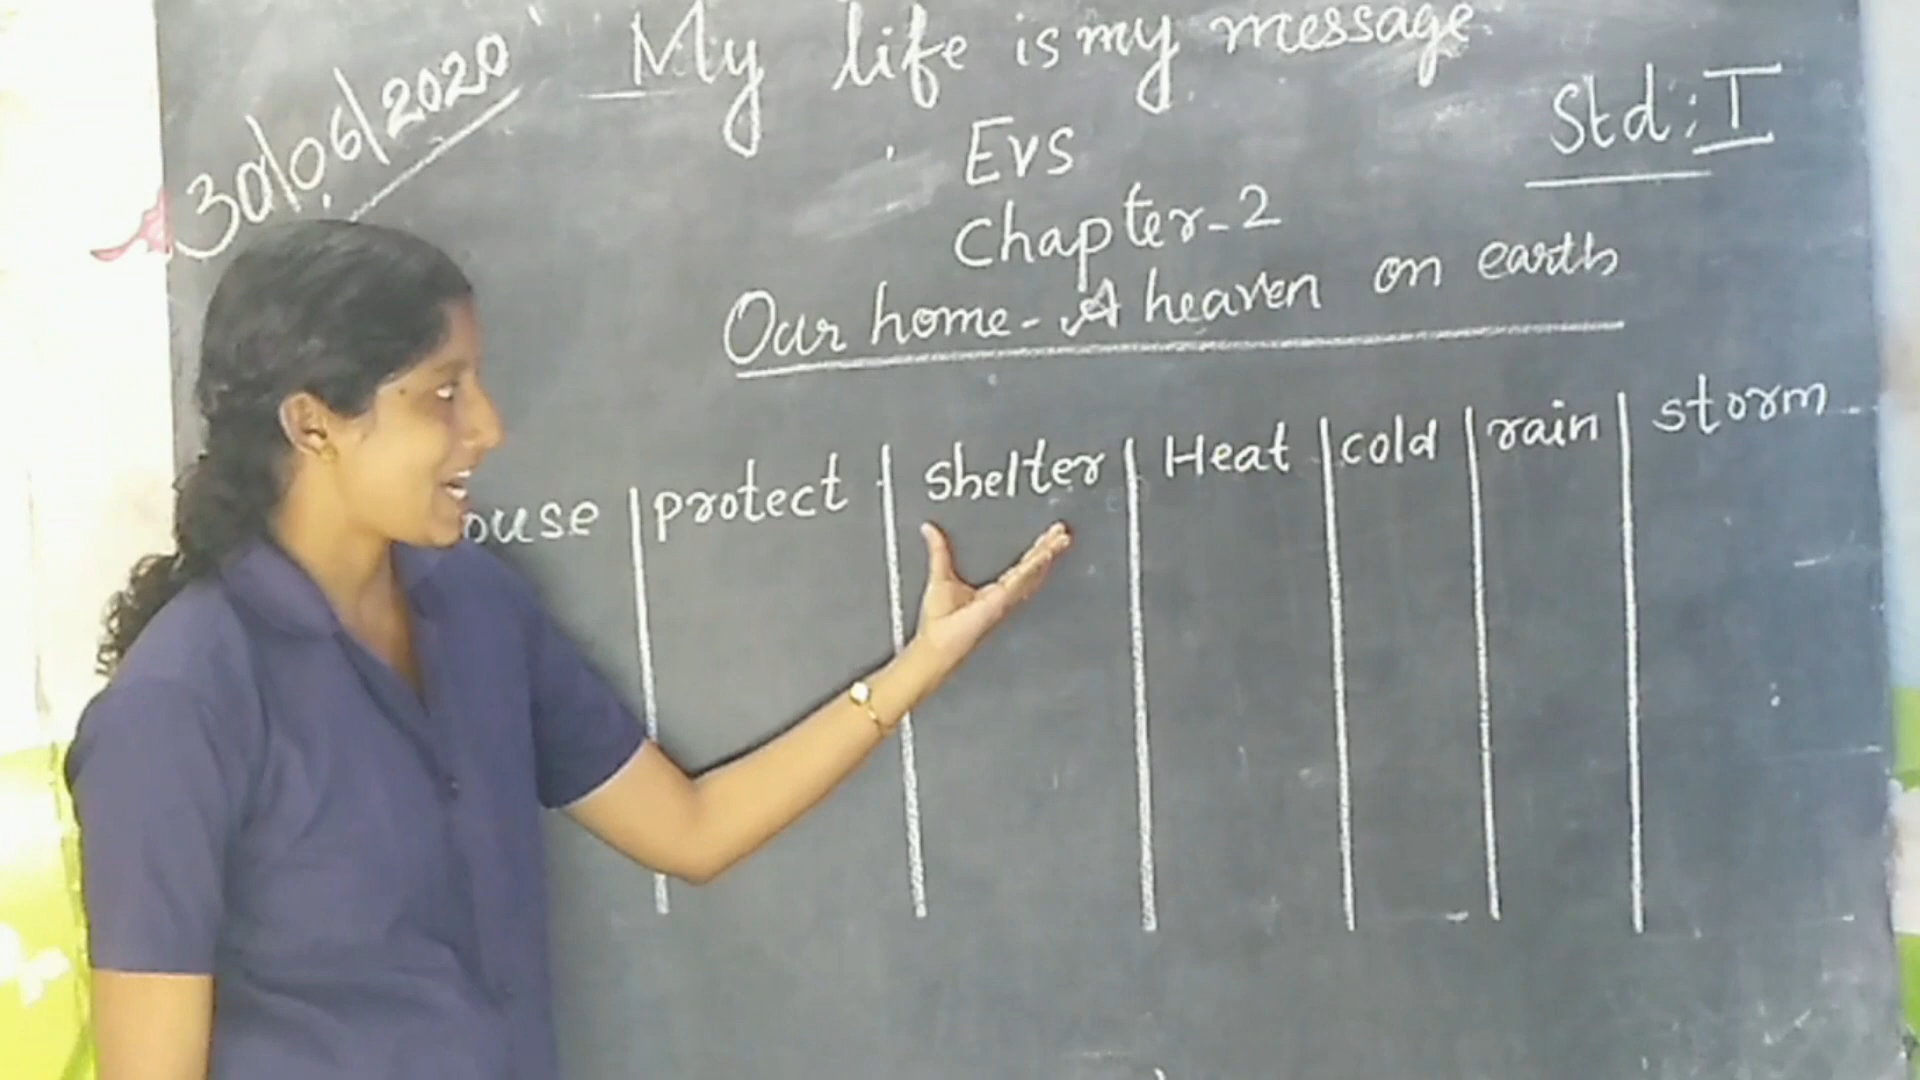 30/06/2020
My life is my message
Std: I
EVS
Chapter-2
Our home - A heaven on earth
ouse protect shelter Heat cold rain storm